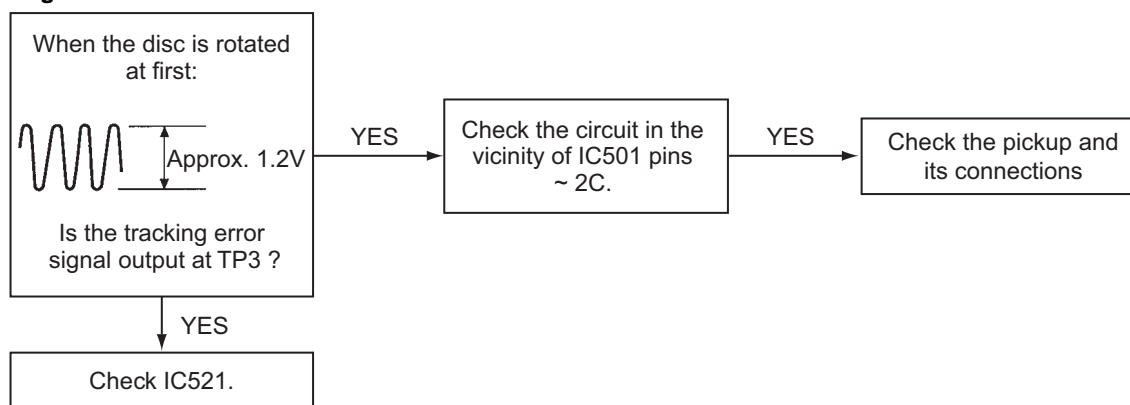 When the disc is rotated
at first:
Approx. 1.2V
Is the tracking error
signal output at TP3 ?
YES
Check the circuit in the
vicinity of IC501 pins
~ 2C.
YES
Check the pickup and
its connections
YES
Check IC521.